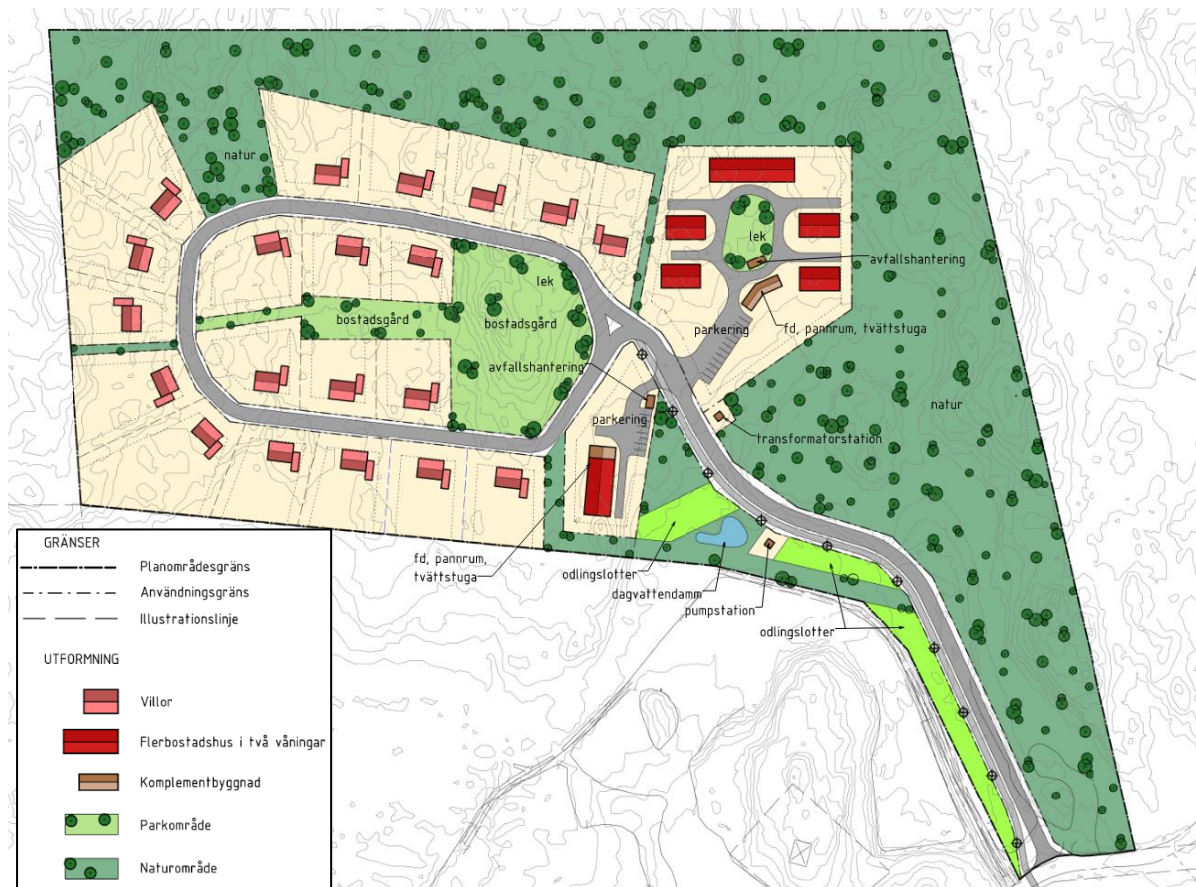 natur
lek
avfallshantering
lek
bostadsgård
bostadsgård
parkering
fd, pannrum, tvättstuga
avfallshantering
natur
parkering
transformatorstation
fd, pannrum,
tvättstuga
odlingslotter
dagvattendamm
pumpstation
odlingslotter
GRÄNSER
Planområdesgräns
Användningsgräns
Illustrationslinje
UTFORMNING
Villor
Flerbostadshus i två våningar
Komplementbyggnad
Parkområde
Naturområde